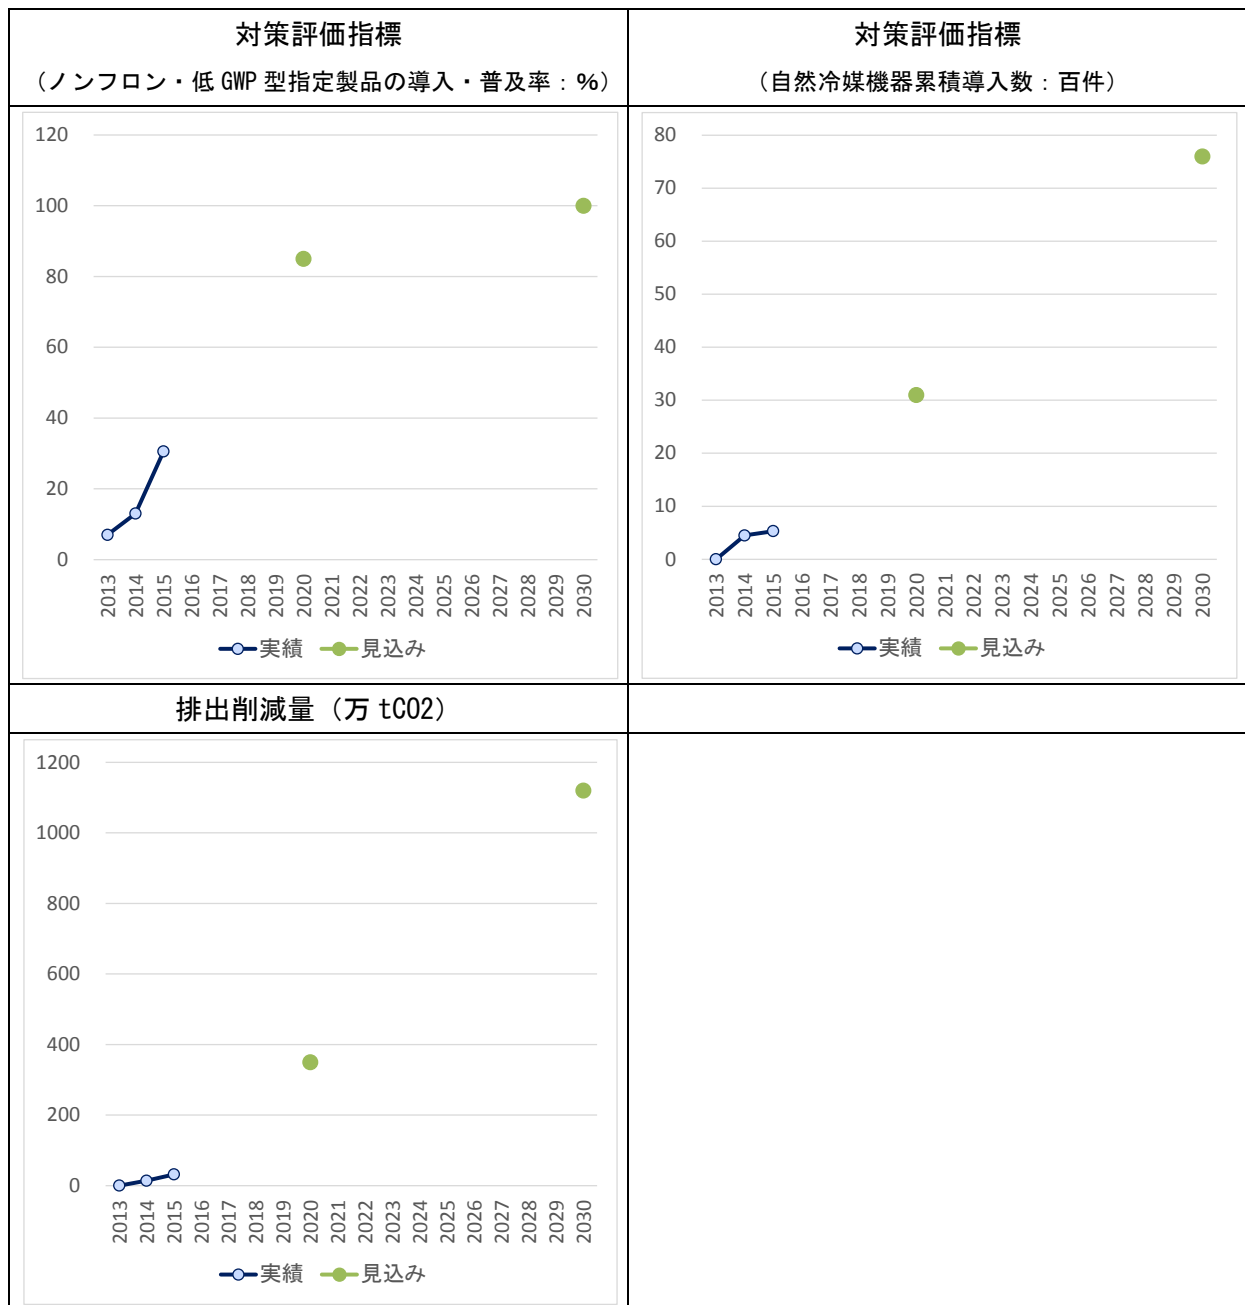 対策評価指標
（ノンフロン・低 GWP 型指定製品の導入・普及率：%）
120
100
80
60
40
20
0
2013 2014 2015 2016 2017 2018 2019 2020 2021 2022 2023 2024 2025 2026 2027 2028 2029 2030
実績 見込み
対策評価指標
（自然冷媒機器累積導入数：百件）
80
70
60
50
40
30
20
10
0
2013 2014 2015 2016 2017 2018 2019 2020 2021 2022 2023 2024 2025 2026 2027 2028 2029 2030
実績 見込み
排出削減量（万 tCO2）
1200
1000
800
600
400
200
0
2013 2014 2015 2016 2017 2018 2019 2020 2021 2022 2023 2024 2025 2026 2027 2028 2029 2030
実績 見込み